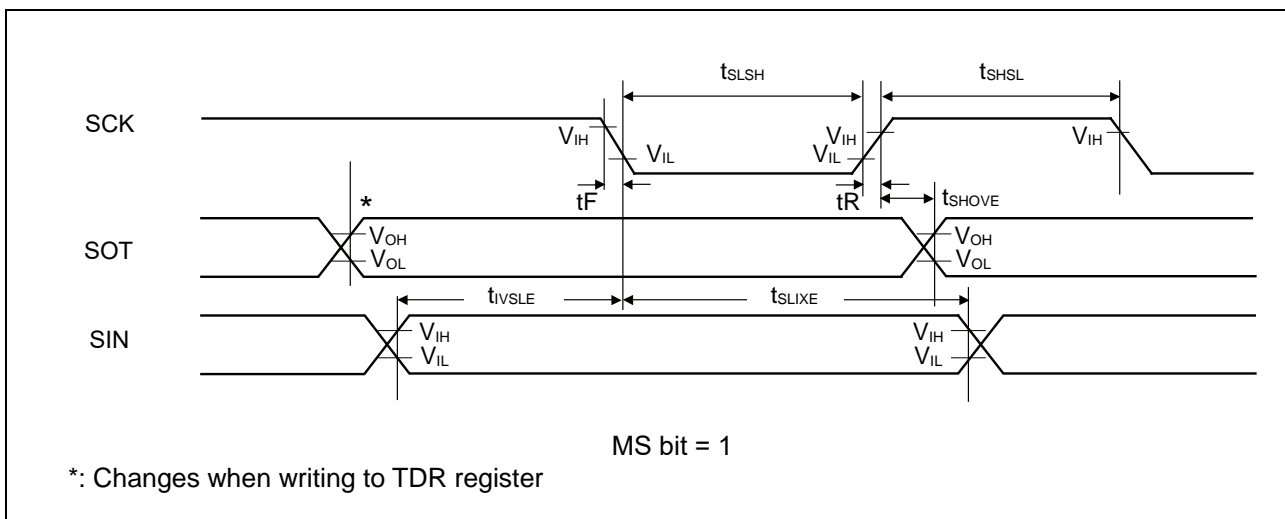 tSLSH tSHSL
SCK
VIH VIL VIH VIL VIH
tF tR tSHOVE
*
SOT
VOH VOL VOH VOL
tIVSLE tSLIXE
SIN
VIH VIL VIH VIL
MS bit = 1
*: Changes when writing to TDR register